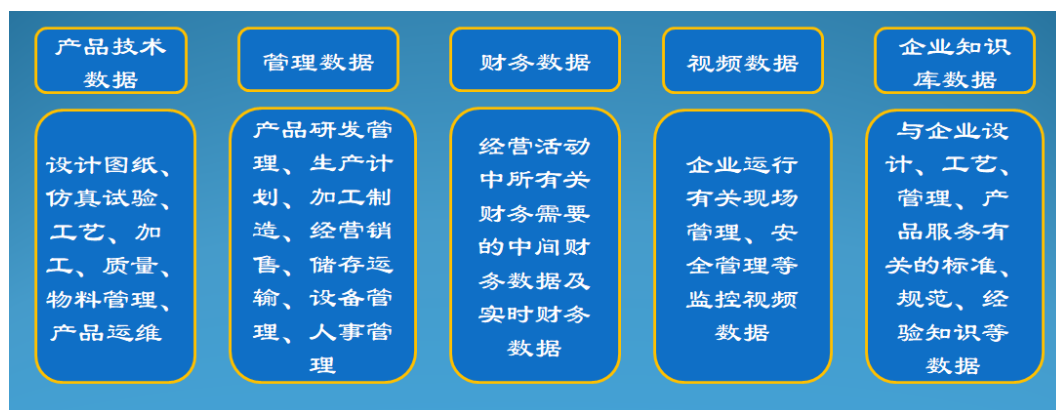 产品技术
数据
设计图纸、
仿真试验、
工艺、加
工、质量、
物料管理、
产品运维
管理数据
产品研发管
理、生产计
划、加工制
造、经营销
售、储存运
输、设备管
理、人事管
理
财务数据
经营活动
中所有关
财务需要
的中间财
务数据及
实时财务
数据
视频数据
企业运行
有关现场
管理、安
全管理等
监控视频
数据
企业知识
库数据
与企业设
计、工艺、
管理、产
品服务有
关的标准、
规范、经
验知识等
数据